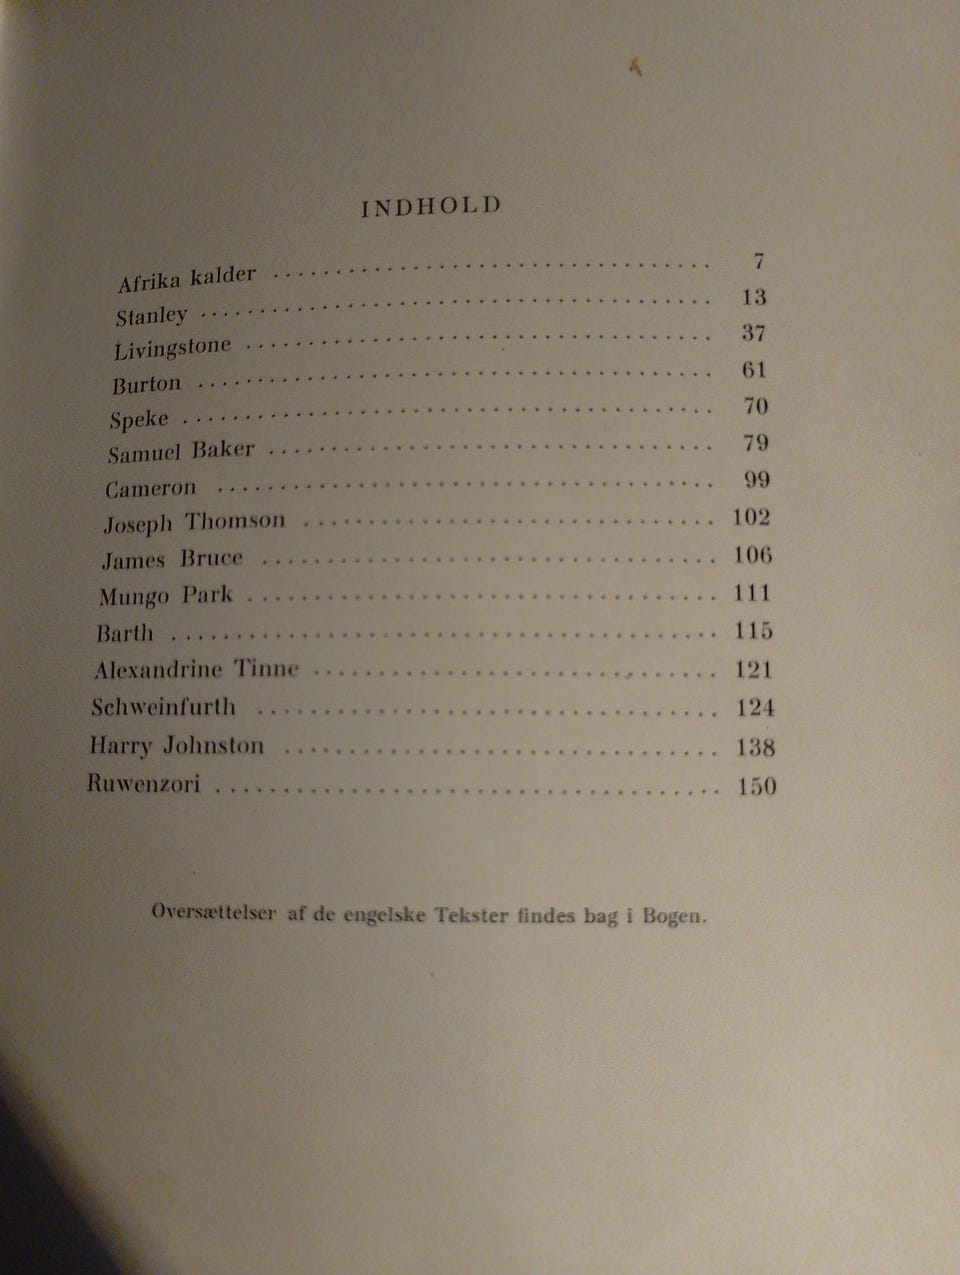 INDHOLD
Afrika kalder 7
Stanley 13
Livingstone 37
Burton 61
Speke 70
Samuel Baker 79
Cameron 99
Joseph Thomson 102
James Bruce 106
Mungo Park 111
Barth 115
Alexandrine Tinne 121
Schweinfurth 124
Harry Johnston 138
Ruwenzori 150
Oversættelser af de engelske Tekster findes bag i Bogen.